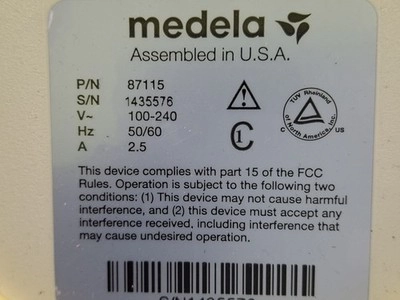 medela
Assembled in U.S.A.
P/N 87115
S/N 1435576
V~ 100-240
Hz 50/60
A 2.5
TUV Rheinland
of North America, Inc.
C US
This device complies with part 15 of the FCC
Rules. Operation is subject to the following two
conditions: (1) This device may not cause harmful
interference, and (2) this device must accept any
interference received, including interference that
may cause undesired operation.